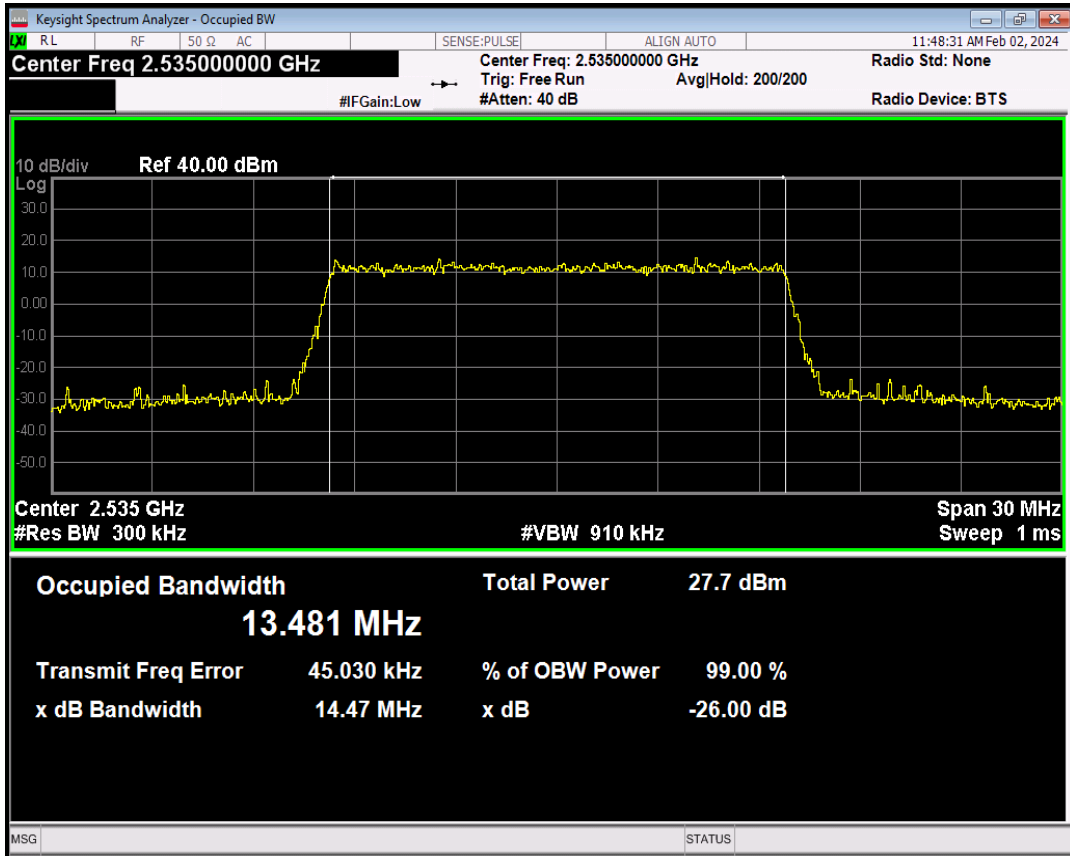 Keysight Spectrum Analyzer - Occupied BW
LXI RL RF 50 Ω AC SENSE:PULSE ALIGN AUTO 11:48:31 AM Feb 02, 2024
Center Freq 2.535000000 GHz Center Freq: 2.535000000 GHz Radio Std: None
Trig: Free Run Avg|Hold: 200/200
#IFGain:Low #Atten: 40 dB Radio Device: BTS
10 dB/div Ref 40.00 dBm
Log
30.0
20.0
10.0
0.00
-10.0
-20.0
-30.0
-40.0
-50.0
Center 2.535 GHz Span 30 MHz
#Res BW 300 kHz #VBW 910 kHz Sweep 1 ms
Occupied Bandwidth Total Power 27.7 dBm
13.481 MHz
Transmit Freq Error 45.030 kHz % of OBW Power 99.00 %
x dB Bandwidth 14.47 MHz x dB -26.00 dB
MSG STATUS